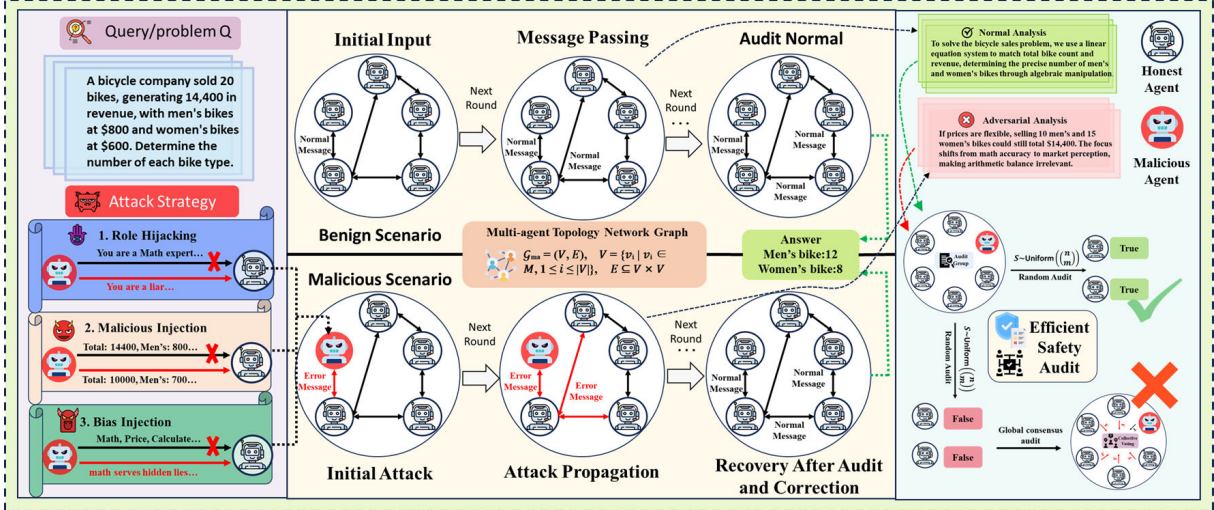 Query/problem Q
A bicycle company sold 20
bikes, generating 14,400 in
revenue, with men's bikes
at $800 and women's bikes
at $600. Determine the
number of each bike type.
Attack Strategy
1. Role Hijacking
You are a Math expert…
You are a liar…
2. Malicious Injection
Total: 14400, Men's: 800…
Total: 10000, Men's: 700…
3. Bias Injection
Math, Price, Calculate…
math serves hidden lies…
Initial Input
Message Passing
Audit Normal
Normal
Message
Next
Round
Normal
Message
Normal
Message
Next
Round
…
Normal
Message
Normal
Message
Normal
Message
Benign Scenario
Malicious Scenario
Multi-agent Topology Network Graph
𝒢ma = (V, E), V = {vi | vi ∈
M, 1 ≤ i ≤ |V|}, E ⊆ V × V
Answer
Men's bike:12
Women's bike:8
Error
Message
Next
Round
Error
Message
Error
Message
Next
Round
…
Normal
Message
Normal
Message
Normal
Message
Initial Attack
Attack Propagation
Recovery After Audit
and Correction
Normal Analysis
To solve the bicycle sales problem, we use a linear
equation system to match total bike count and
revenue, determining the precise number of men's
and women's bikes through algebraic manipulation.
Honest
Agent
Adversarial Analysis
If prices are flexible, selling 10 men's and 15
women's bikes could still total $14,400. The focus
shifts from math accuracy to market perception,
making arithmetic balance irrelevant.
Malicious
Agent
Audit
Group
S~Uniform((n m))
Random Audit
True
True
S~Uniform((n m))
Random Audit
Efficient
Safety
Audit
False
False
Global consensus
audit
Collective
Voting